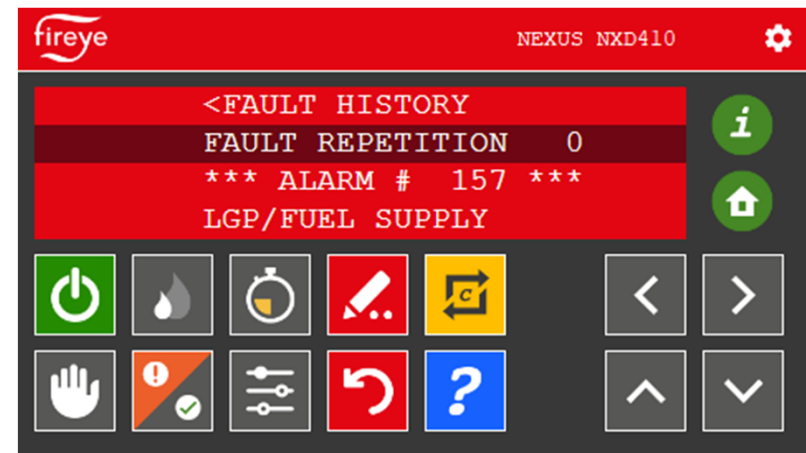 fireye
NEXUS NXD410
<FAULT HISTORY
FAULT REPETITION 0
*** ALARM # 157 ***
LGP/FUEL SUPPLY
i
C
?